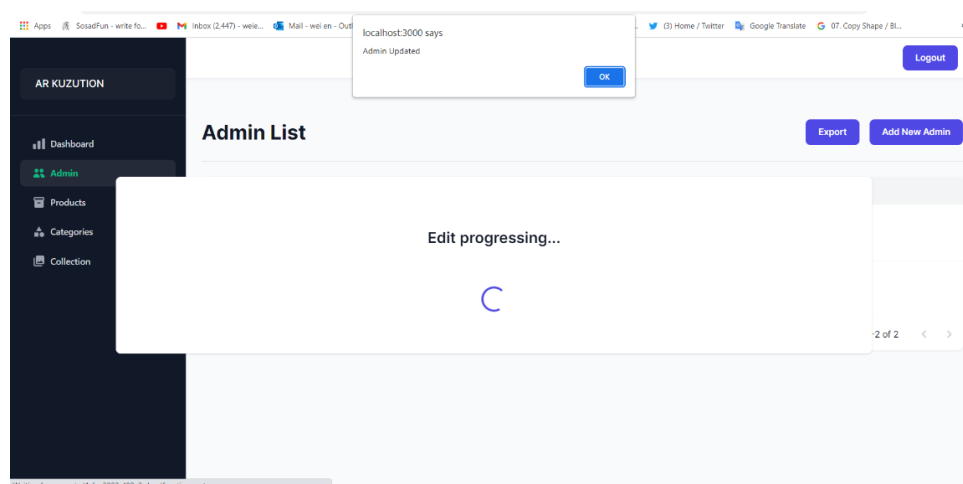 Apps SosadFun - write fo... Inbox (2,447) - weie... Mail - wei en - Outl (3) Home / Twitter Google Translate 07. Copy Shape / Bl...
localhost:3000 says
Admin Updated
OK
Logout
AR KUZUTION
Admin List
Export
Add New Admin
Dashboard
Admin
Products
Categories
Collection
Edit progressing...
-2 of 2